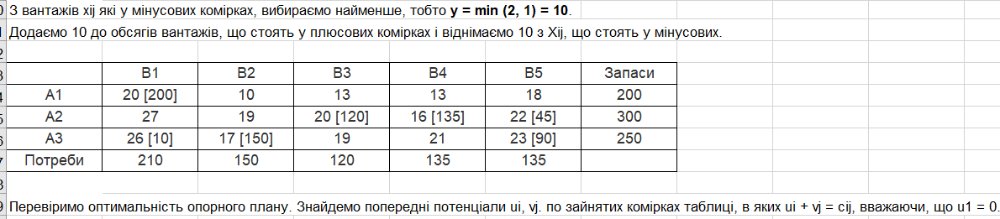 З вантажів хij які у мінусових комірках, вибираємо найменше, тобто y = min (2, 1) = 10.
Додаємо 10 до обсягів вантажів, що стоять у плюсових комірках і віднімаємо 10 з Xij, що стоять у мінусових.
B1 B2 B3 B4 B5 Запаси
A1 20 [200] 10 13 13 18 200
A2 27 19 20 [120] 16 [135] 22 [45] 300
A3 26 [10] 17 [150] 19 21 23 [90] 250
Потреби 210 150 120 135 135
Перевіримо оптимальність опорного плану. Знайдемо попередні потенціали ui, vj. по зайнятих комірках таблиці, в яких ui + vj = cij, вважаючи, що u1 = 0.